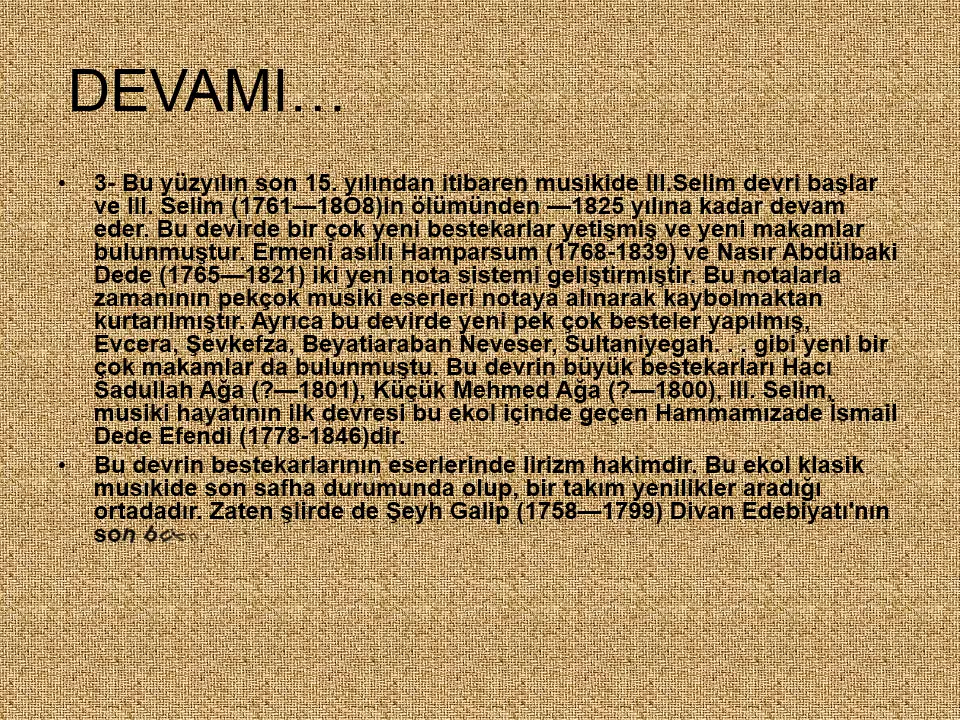 DEVAMI…
• 3- Bu yüzyılın son 15. yılından itibaren musikide III.Selim devri başlar
ve III. Selim (1761—18O8)in ölümünden —1825 yılına kadar devam
eder. Bu devirde bir çok yeni bestekarlar yetişmiş ve yeni makamlar
bulunmuştur. Ermeni asıllı Hamparsum (1768-1839) ve Nasır Abdülbaki
Dede (1765—1821) iki yeni nota sistemi geliştirmiştir. Bu notalarla
zamanının pekçok musiki eserleri notaya alınarak kaybolmaktan
kurtarılmıştır. Ayrıca bu devirde yeni pek çok besteler yapılmış,
Evcera, Şevkefza, Beyatiaraban Neveser, Sultaniyegah. . . gibi yeni bir
çok makamlar da bulunmuştu. Bu devrin büyük bestekarları Hacı
Sadullah Ağa (?—1801), Küçük Mehmed Ağa (?—1800), III. Selim,
musiki hayatının ilk devresi bu ekol içinde geçen Hammamızade İsmail
Dede Efendi (1778-1846)dir.
• Bu devrin bestekarlarının eserlerinde lirizm hakimdir. Bu ekol klasik
musıkide son safha durumunda olup, bir takım yenilikler aradığı
ortadadır. Zaten şiirde de Şeyh Galip (1758—1799) Divan Edebiyatı'nın
son